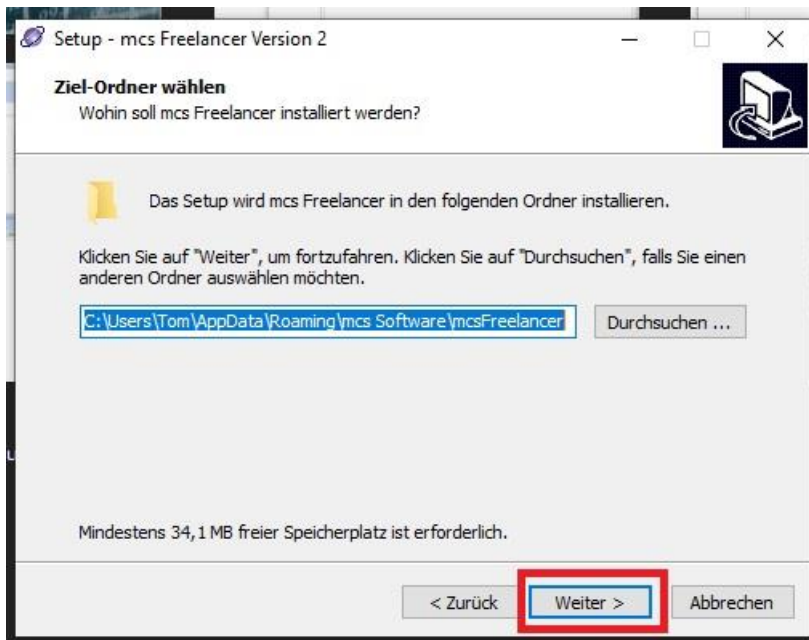 Setup - mcs Freelancer Version 2
Ziel-Ordner wählen
Wohin soll mcs Freelancer installiert werden?
Das Setup wird mcs Freelancer in den folgenden Ordner installieren.
Klicken Sie auf "Weiter", um fortzufahren. Klicken Sie auf "Durchsuchen", falls Sie einen
anderen Ordner auswählen möchten.
C:\Users\Tom\AppData\Roaming\mcs Software\mcsFreelancer
Durchsuchen ...
Mindestens 34,1 MB freier Speicherplatz ist erforderlich.
< Zurück
Weiter >
Abbrechen